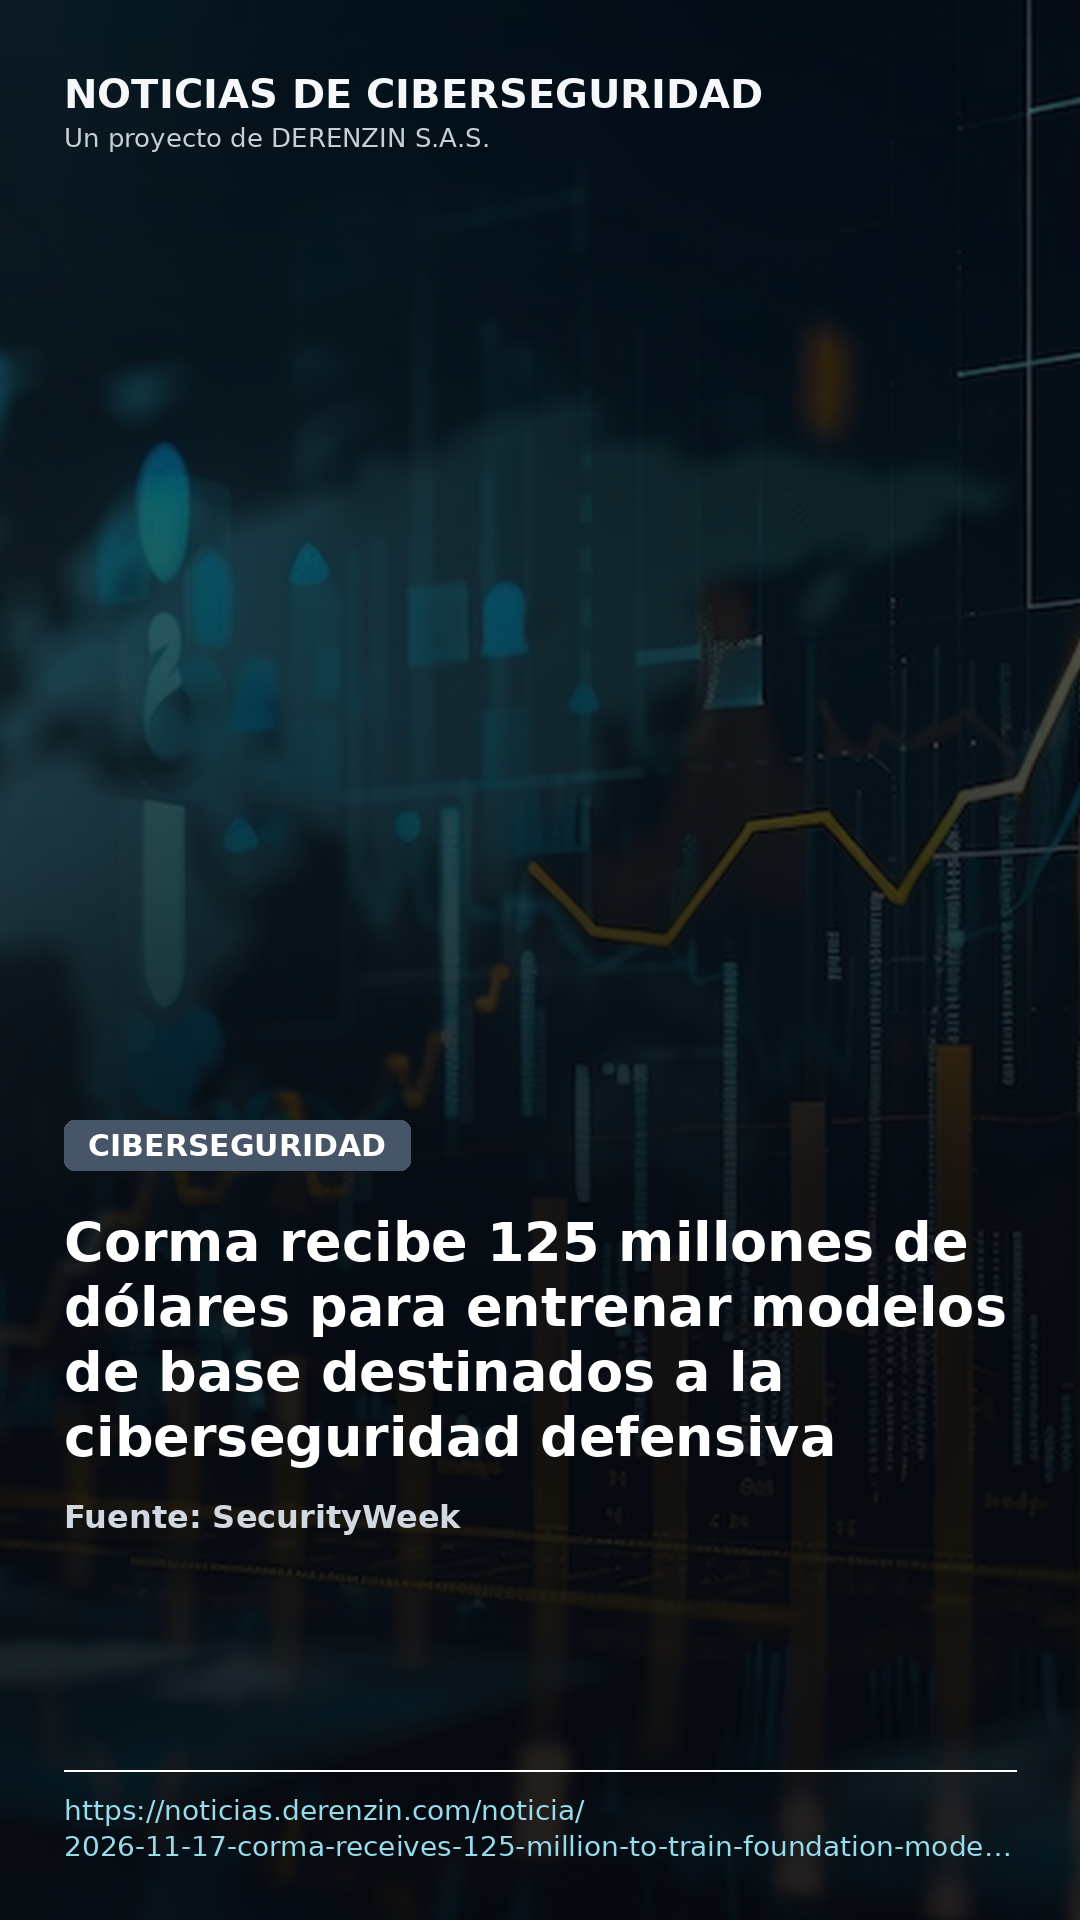 NOTICIAS DE CIBERSEGURIDAD
Un proyecto de DERENZIN S.A.S.
CIBERSEGURIDAD
Corma recibe 125 millones de
dólares para entrenar modelos
de base destinados a la
ciberseguridad defensiva
Fuente: SecurityWeek
https://noticias.derenzin.com/noticia/
2026-11-17-corma-receives-125-million-to-train-foundation-mode…